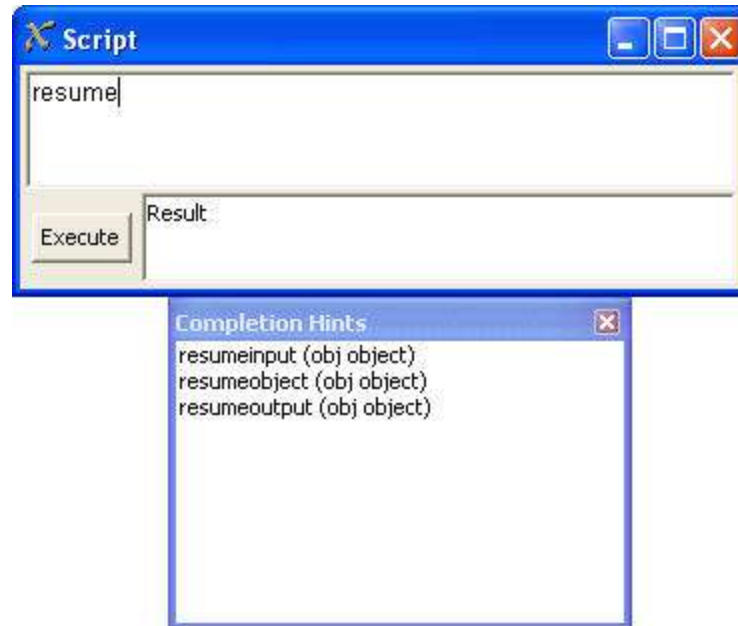 Script
resume
Execute
Result
Completion Hints
resumeinput (obj object)
resumeobject (obj object)
resumeoutput (obj object)